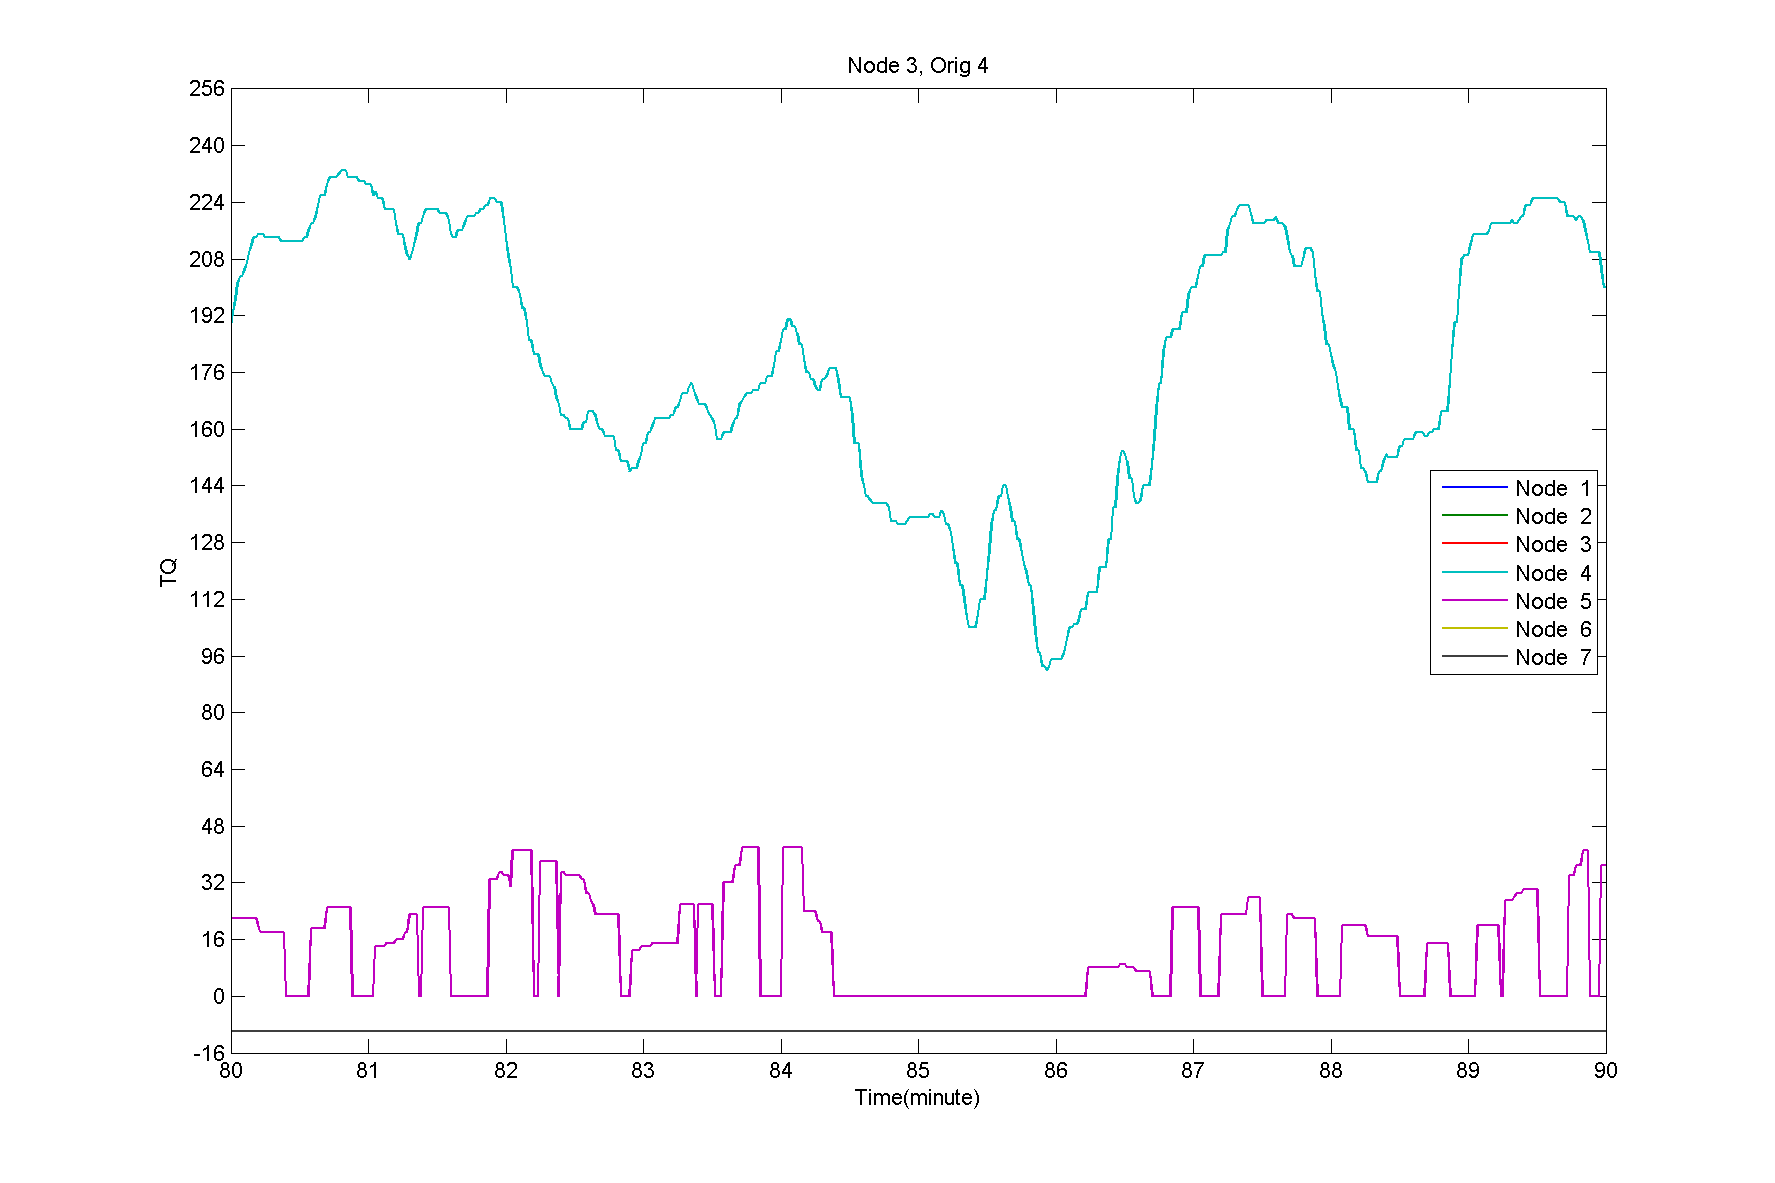 Node 3, Orig 4
256
240
224
208
192
176
160
144
128
112
96
80
64
48
32
16
0
-16
TQ
Node 1
Node 2
Node 3
Node 4
Node 5
Node 6
Node 7
80 81 82 83 84 85 86 87 88 89 90
Time(minute)